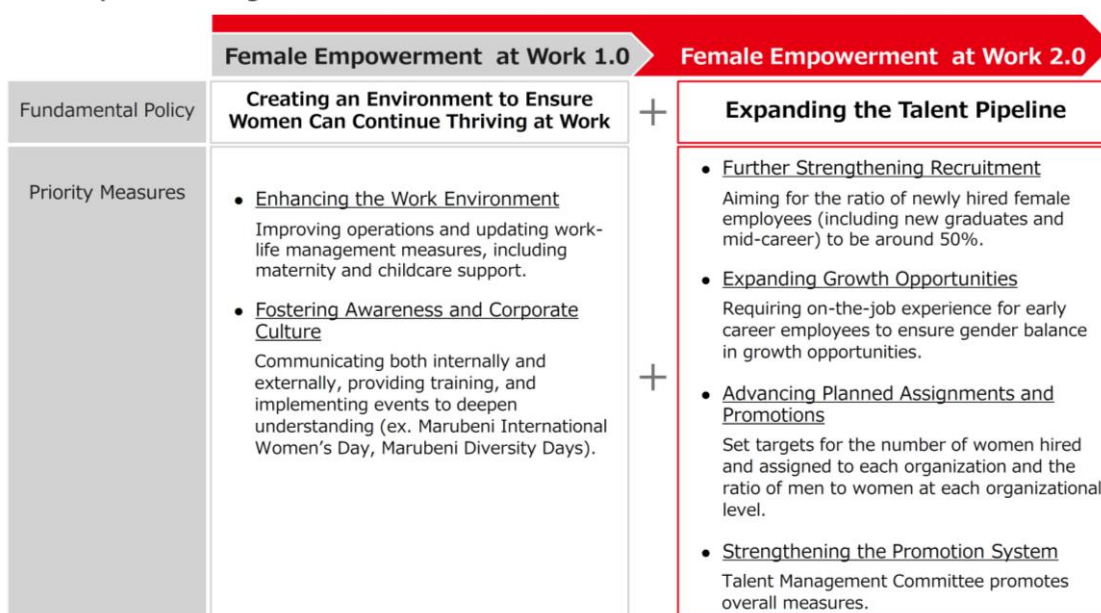 Female Empowerment at Work 1.0
Female Empowerment at Work 2.0
Fundamental Policy
Creating an Environment to Ensure
Women Can Continue Thriving at Work
+
Expanding the Talent Pipeline
Priority Measures
• Enhancing the Work Environment
Improving operations and updating work-
life management measures, including
maternity and childcare support.
• Fostering Awareness and Corporate
Culture
Communicating both internally and
externally, providing training, and
implementing events to deepen
understanding (ex. Marubeni International
Women's Day, Marubeni Diversity Days).
+
• Further Strengthening Recruitment
Aiming for the ratio of newly hired female
employees (including new graduates and
mid-career) to be around 50%.
• Expanding Growth Opportunities
Requiring on-the-job experience for early
career employees to ensure gender balance
in growth opportunities.
• Advancing Planned Assignments and
Promotions
Set targets for the number of women hired
and assigned to each organization and the
ratio of men to women at each organizational
level.
• Strengthening the Promotion System
Talent Management Committee promotes
overall measures.